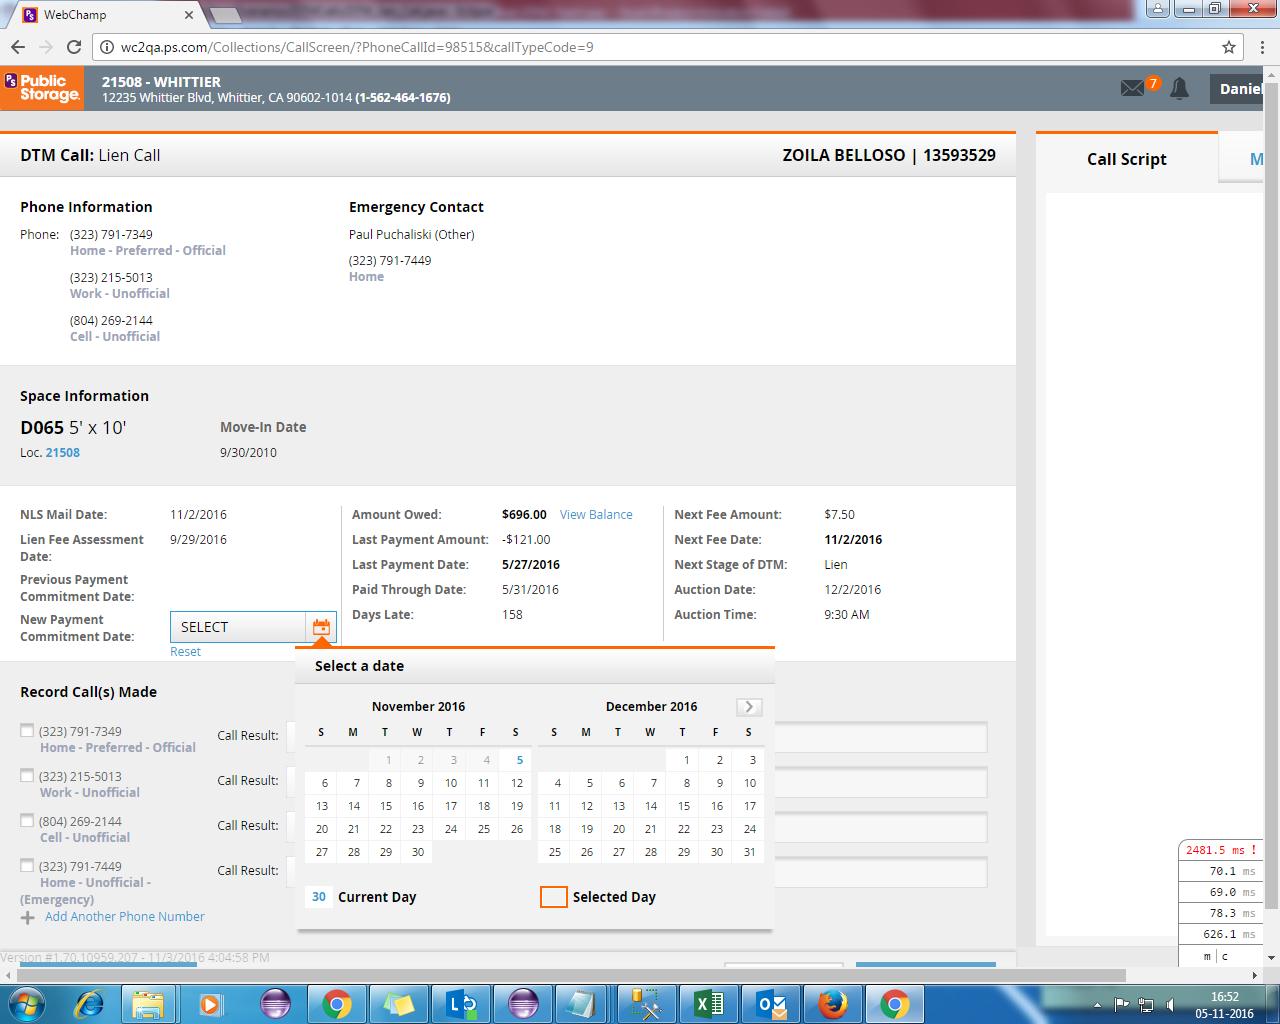 WebChamp
wc2qa.ps.com/Collections/CallScreen/?PhoneCallId=98515&callTypeCode=9
PS Public Storage.
21508 - WHITTIER
12235 Whittier Blvd, Whittier, CA 90602-1014 (1-562-464-1676)
7
Daniel
DTM Call: Lien Call
ZOILA BELLOSO | 13593529
Call Script
M
Phone Information
Phone: (323) 791-7349
Home - Preferred - Official
(323) 215-5013
Work - Unofficial
(804) 269-2144
Cell - Unofficial
Emergency Contact
Paul Puchaliski (Other)
(323) 791-7449
Home
Space Information
D065 5' x 10'
Loc. 21508
Move-In Date
9/30/2010
NLS Mail Date: 11/2/2016
Lien Fee Assessment Date: 9/29/2016
Previous Payment Commitment Date:
New Payment Commitment Date: SELECT
Reset
Amount Owed: $696.00 View Balance
Last Payment Amount: -$121.00
Last Payment Date: 5/27/2016
Paid Through Date: 5/31/2016
Days Late: 158
Next Fee Amount: $7.50
Next Fee Date: 11/2/2016
Next Stage of DTM: Lien
Auction Date: 12/2/2016
Auction Time: 9:30 AM
Select a date
November 2016
S M T W T F S
1 2 3 4 5
6 7 8 9 10 11 12
13 14 15 16 17 18 19
20 21 22 23 24 25 26
27 28 29 30
December 2016
S M T W T F S
1 2 3
4 5 6 7 8 9 10
11 12 13 14 15 16 17
18 19 20 21 22 23 24
25 26 27 28 29 30 31
30 Current Day
Selected Day
Record Call(s) Made
(323) 791-7349
Home - Preferred - Official
Call Result:
(323) 215-5013
Work - Unofficial
Call Result:
(804) 269-2144
Cell - Unofficial
Call Result:
(323) 791-7449
Home - Unofficial -
(Emergency)
Call Result:
Add Another Phone Number
2481.5 ms !
70.1 ms
69.0 ms
78.3 ms
626.1 ms
m | c
Version #1.70.10959.207 - 11/3/2016 4:04:58 PM
16:52
05-11-2016